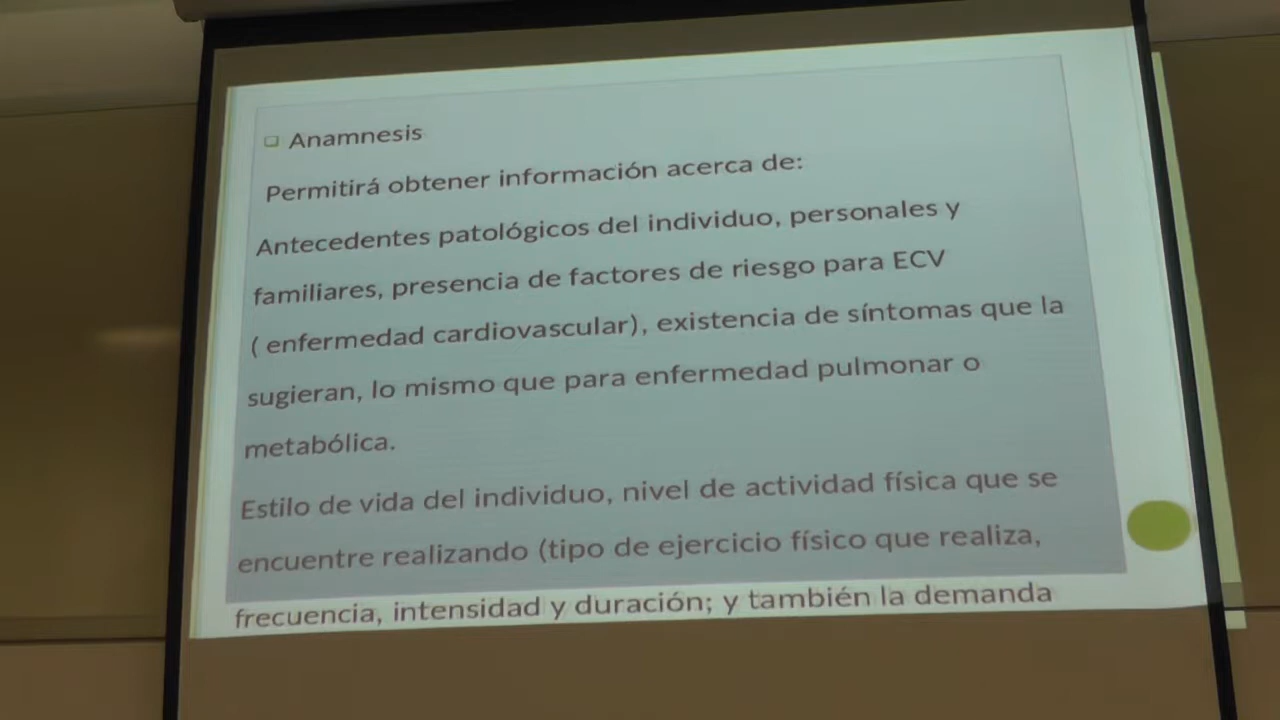 Anamnesis
Permitirá obtener información acerca de:
Antecedentes patológicos del individuo, personales y
familiares, presencia de factores de riesgo para ECV
( enfermedad cardiovascular), existencia de síntomas que la
sugieran, lo mismo que para enfermedad pulmonar o
metabólica.
Estilo de vida del individuo, nivel de actividad física que se
encuentre realizando (tipo de ejercicio físico que realiza,
frecuencia, intensidad y duración; y también la demanda